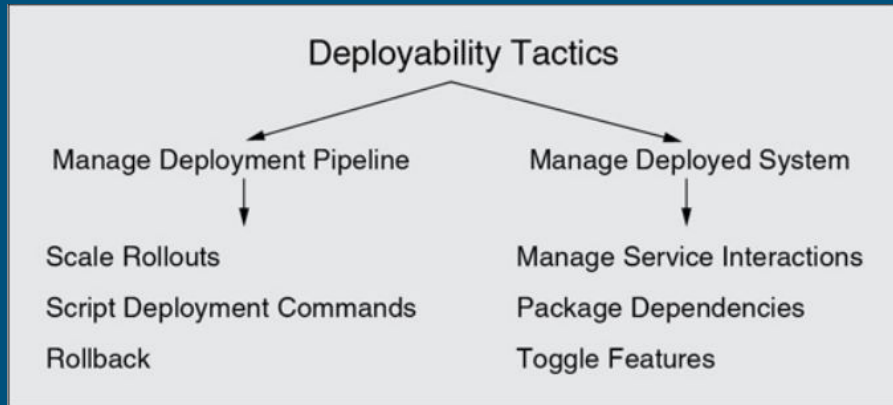 Deployability Tactics
Manage Deployment Pipeline
Scale Rollouts
Script Deployment Commands
Rollback
Manage Deployed System
Manage Service Interactions
Package Dependencies
Toggle Features